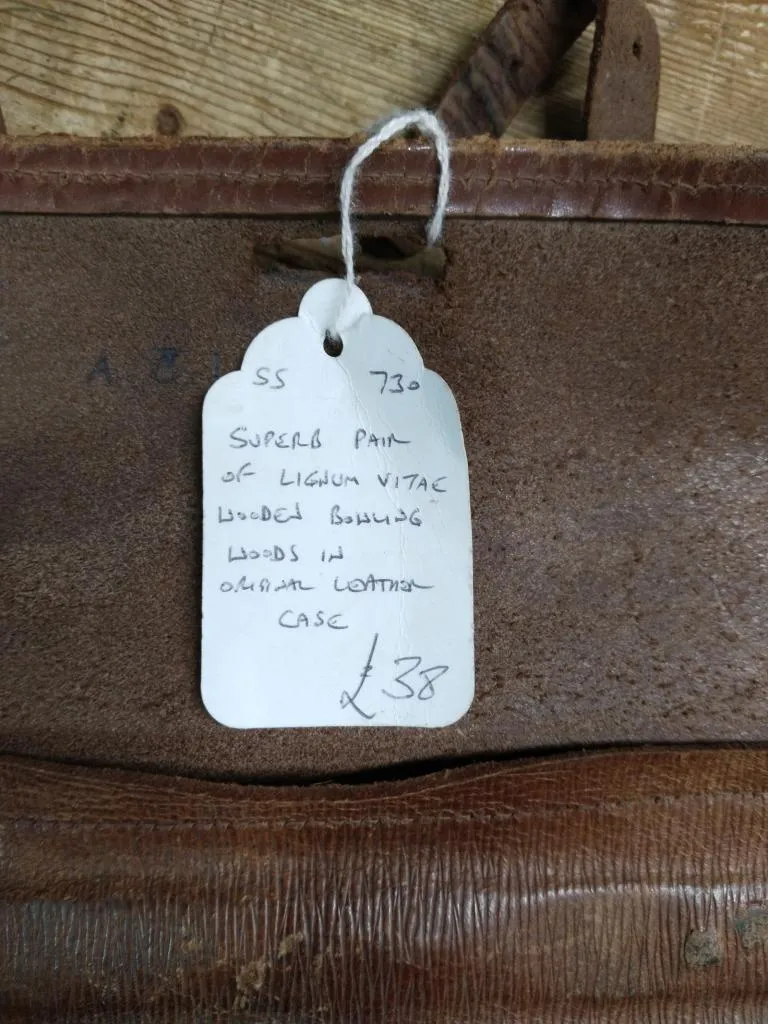 SS 730
SUPERB PAIR
OF LIGNUM VITAE
WOODEN BOWLING
WOODS IN
ORIGINAL LEATHER
CASE
£38